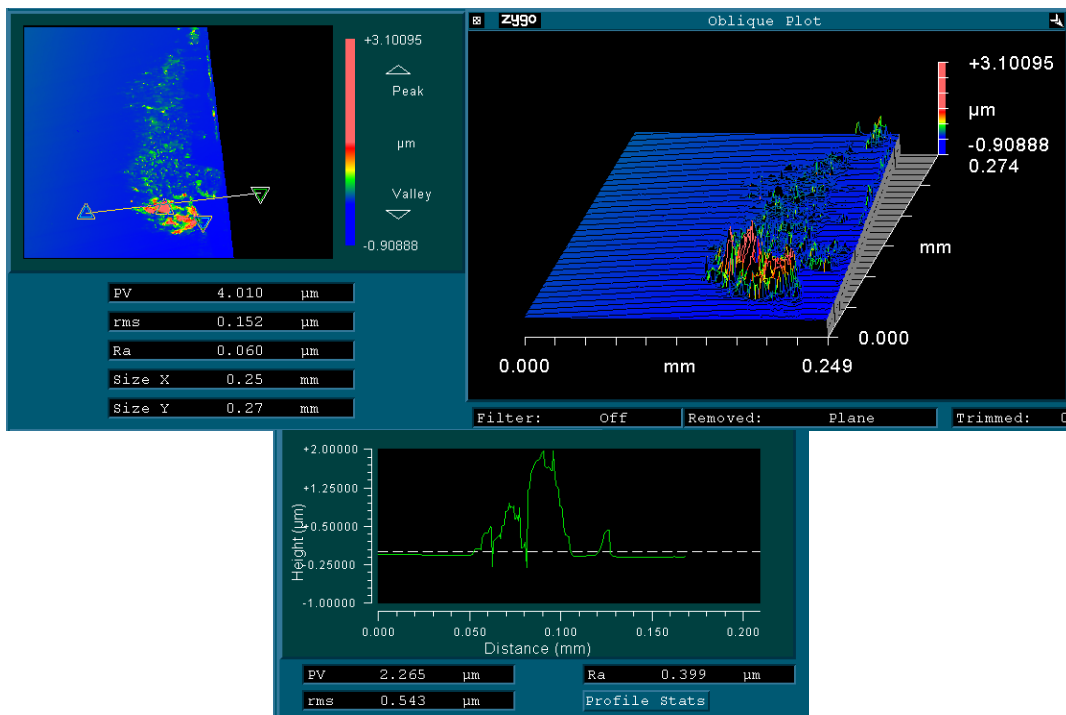 +3.10095
Peak
µm
Valley
-0.90888
PV 4.010 µm
rms 0.152 µm
Ra 0.060 µm
Size X 0.25 mm
Size Y 0.27 mm
zygo Oblique Plot
+3.10095
µm
-0.90888
0.274
mm
0.000
0.000 mm 0.249
Filter: Off Removed: Plane Trimmed:
+2.00000
+1.25000
+0.50000
-0.25000
-1.00000
Height (µm)
0.000 0.050 0.100 0.150 0.200
Distance (mm)
PV 2.265 µm Ra 0.399 µm
rms 0.543 µm Profile Stats